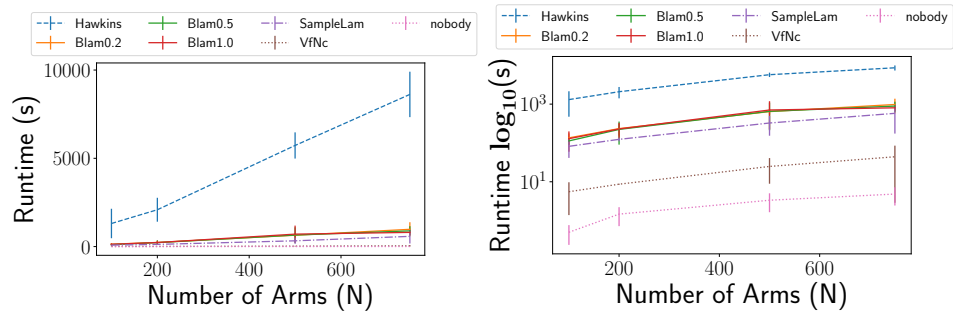 Hawkins Blam0.5 SampleLam nobody
Blam0.2 Blam1.0 VfNc
10000
5000
0
Runtime (s)
200 400 600
Number of Arms (N)
Hawkins Blam0.5 SampleLam nobody
Blam0.2 Blam1.0 VfNc
10³
10¹
Runtime log₁₀(s)
200 400 600
Number of Arms (N)